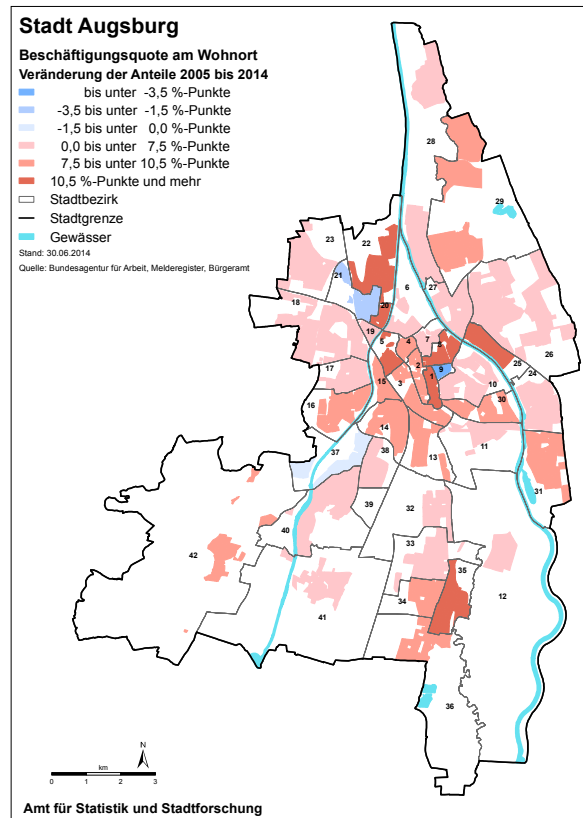 Stadt Augsburg
Beschäftigungsquote am Wohnort
Veränderung der Anteile 2005 bis 2014
bis unter -3,5 %-Punkte
-3,5 bis unter -1,5 %-Punkte
-1,5 bis unter 0,0 %-Punkte
0,0 bis unter 7,5 %-Punkte
7,5 bis unter 10,5 %-Punkte
10,5 %-Punkte und mehr
Stadtbezirk
Stadtgrenze
Gewässer
Stand: 30.06.2014
Quelle: Bundesagentur für Arbeit, Melderegister, Bürgeramt
28
29
23
22
21
6
27
18
20
19
5
4
7
8
26
25
17
2
9
24
15
3
1
10
16
30
14
37
38
13
11
31
39
32
40
33
42
35
12
34
41
36
N
km
0 1 2 3
Amt für Statistik und Stadtforschung